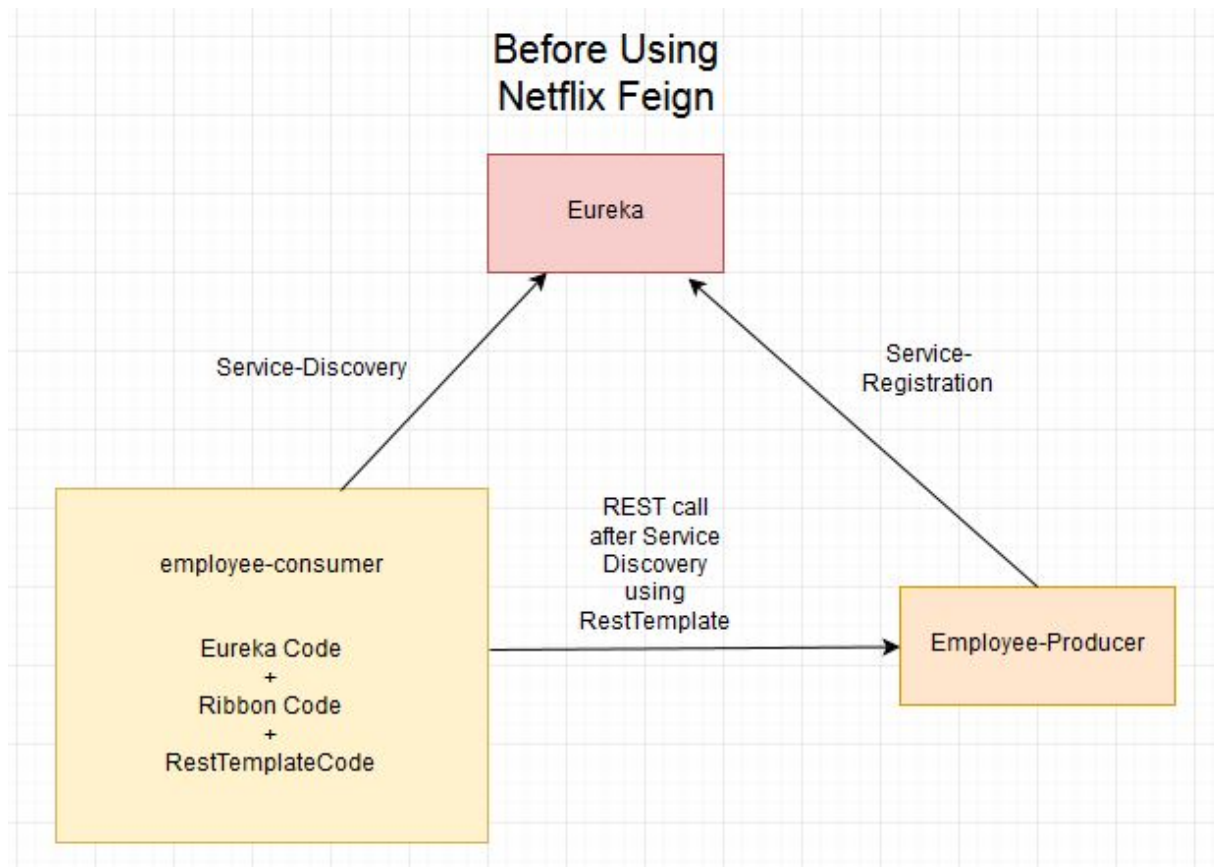 Before Using
Netflix Feign
Eureka
Service-Discovery
Service-
Registration
REST call
after Service
Discovery
using
RestTemplate
employee-consumer
Eureka Code
+
Ribbon Code
+
RestTemplateCode
Employee-Producer